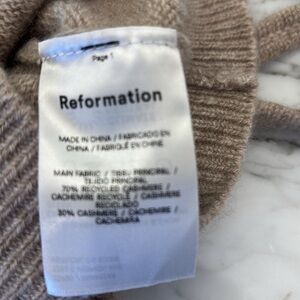 Page 1
Reformation
MADE IN CHINA / FABRICADO EN
CHINA / FABRIQUÉ EN CHINE
MAIN FABRIC / TISSU PRINCIPAL /
TEJIDO PRINCIPAL
70% RECYCLED CASHMERE /
CACHEMIRE RECYCLÉ / CASHMERE
RECICLADO
30% CASHMERE / CACHEMIRE /
CACHEMIRA